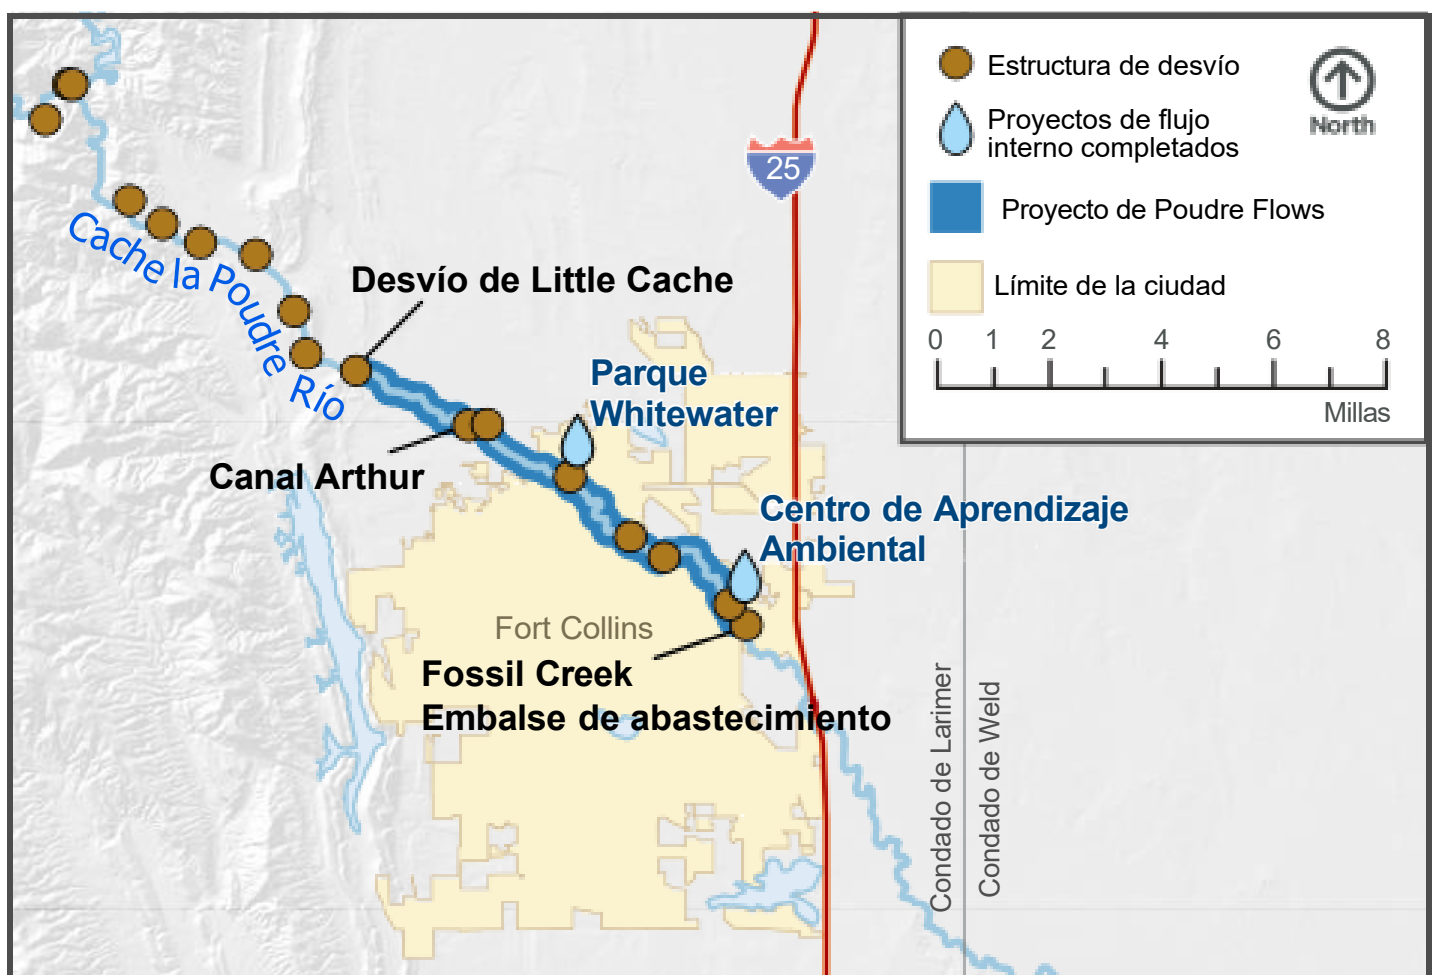 Estructura de desvío
Proyectos de flujo
interno completados
North
Proyecto de Poudre Flows
Límite de la ciudad
0 1 2 4 6 8
Millas
25
Cache la Poudre Río
Desvío de Little Cache
Parque
Whitewater
Canal Arthur
Centro de Aprendizaje
Ambiental
Fort Collins
Fossil Creek
Embalse de abastecimiento
Condado de Larimer
Condado de Weld